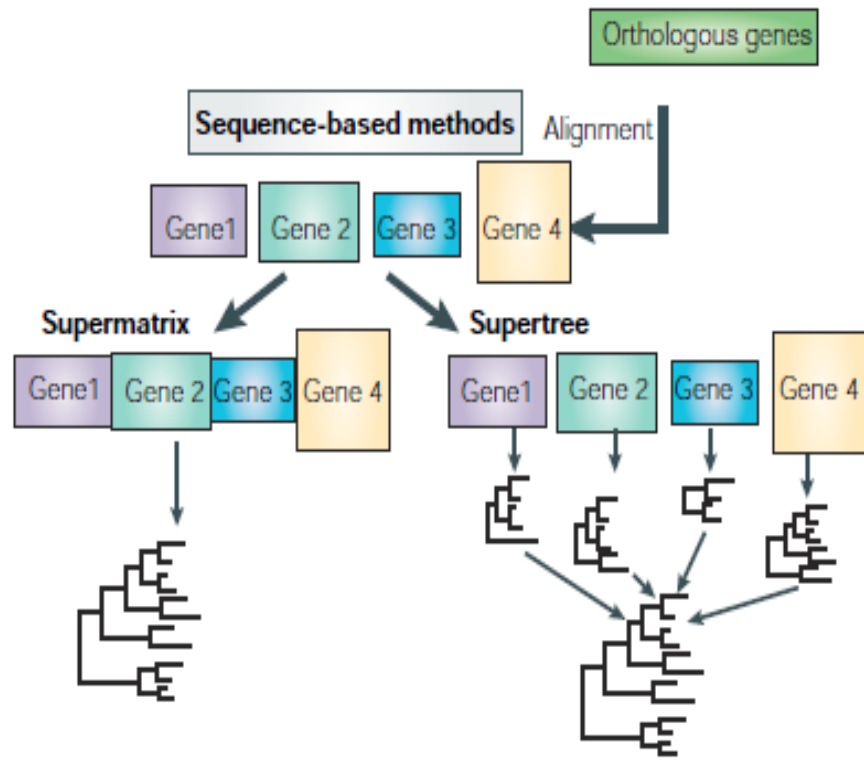 Orthologous genes
Sequence-based methods
Alignment
Gene1
Gene 2
Gene 3
Gene 4
Supermatrix
Supertree
Gene1
Gene 2
Gene 3
Gene 4
Gene1
Gene 2
Gene 3
Gene 4